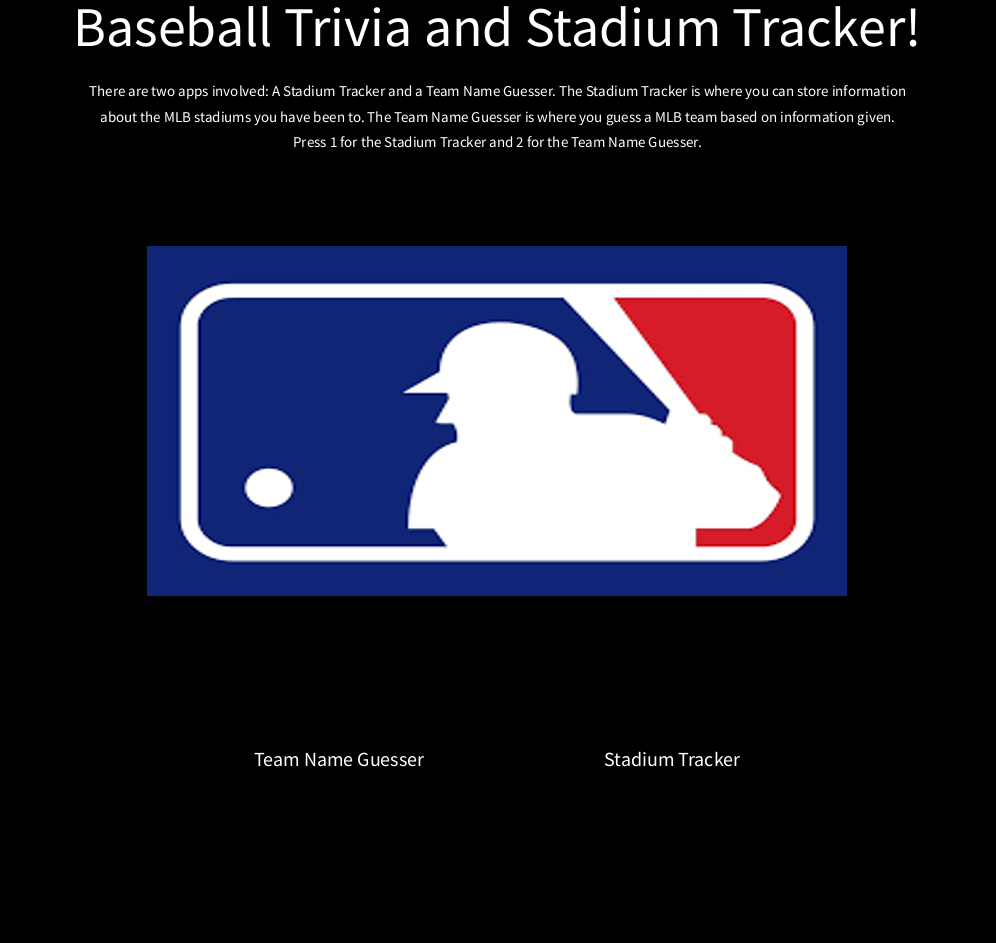 Baseball Trivia and Stadium Tracker!
There are two apps involved: A Stadium Tracker and a Team Name Guesser. The Stadium Tracker is where you can store information
about the MLB stadiums you have been to. The Team Name Guesser is where you guess a MLB team based on information given.
Press 1 for the Stadium Tracker and 2 for the Team Name Guesser.
Team Name Guesser
Stadium Tracker